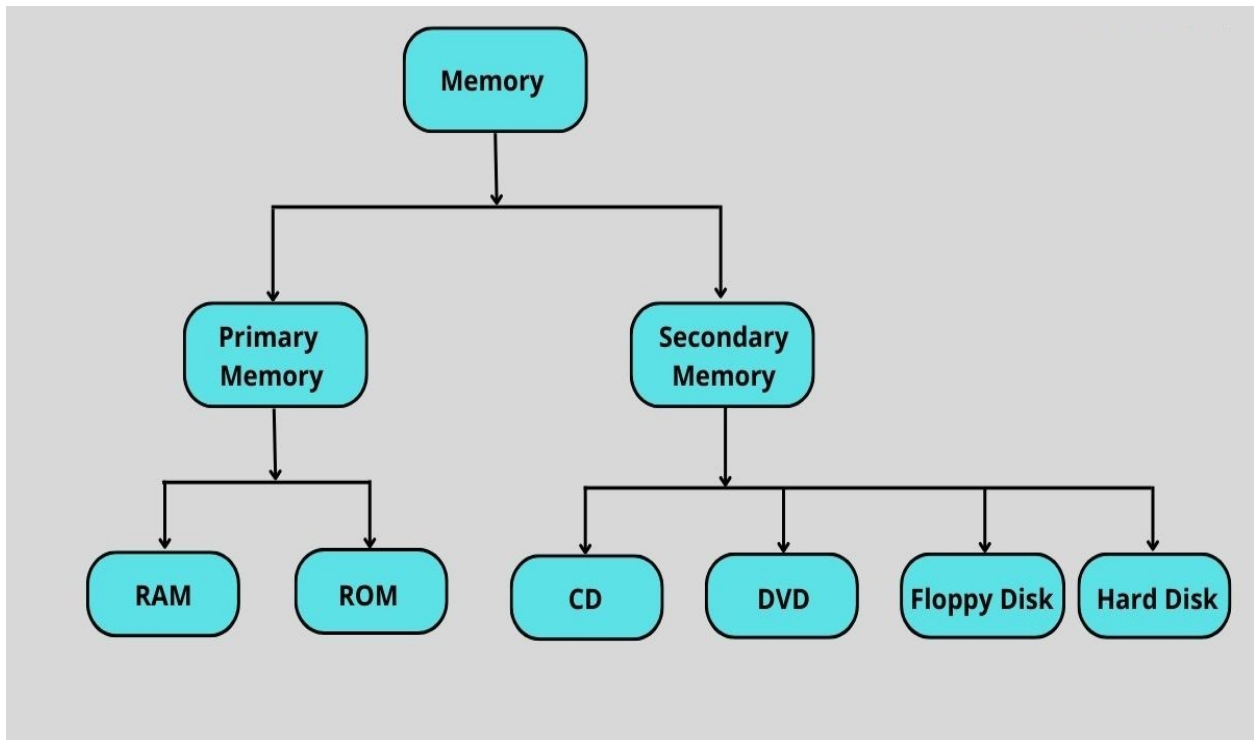 Memory
Primary
Memory
Secondary
Memory
RAM
ROM
CD
DVD
Floppy Disk
Hard Disk